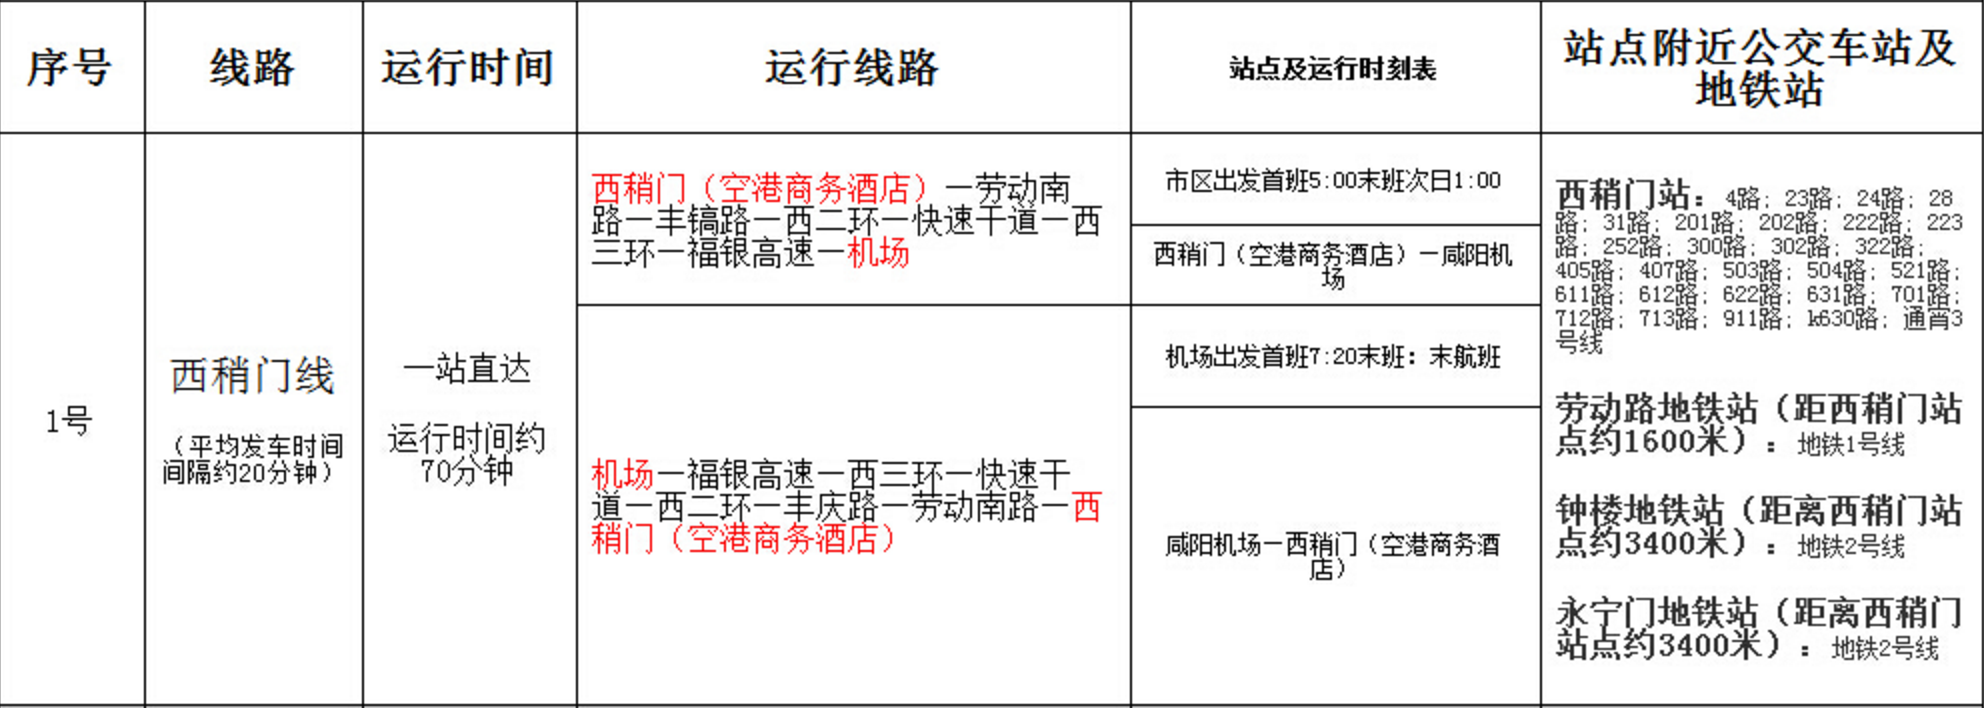 序号
线路
运行时间
运行线路
站点及运行时刻表
站点附近公交车站及
地铁站
1号
西稍门线
（平均发车时间
间隔约20分钟）
一站直达
运行时间约
70分钟
西稍门（空港商务酒店）一劳动南
路一丰镐路一西二环一快速干道一西
三环一福银高速一机场
机场一福银高速一西三环一快速干
道一西二环一丰庆路一劳动南路一西
稍门（空港商务酒店）
市区出发首班5:00末班次日1:00
西稍门（空港商务酒店）一咸阳机
场
机场出发首班7:20末班：末航班
咸阳机场一西稍门（空港商务酒
店）
西稍门站：4路；23路；24路；28
路；31路；201路；202路；222路；223
路；252路；300路；302路；322路；
405路；407路；503路；504路；521路；
611路；612路；622路；631路；701路；
712路；713路；911路；k630路；通宵3
号线
劳动路地铁站（距西稍门站
点约1600米）：地铁1号线
钟楼地铁站（距离西稍门站
点约3400米）：地铁2号线
永宁门地铁站（距离西稍门
站点约3400米）：地铁2号线